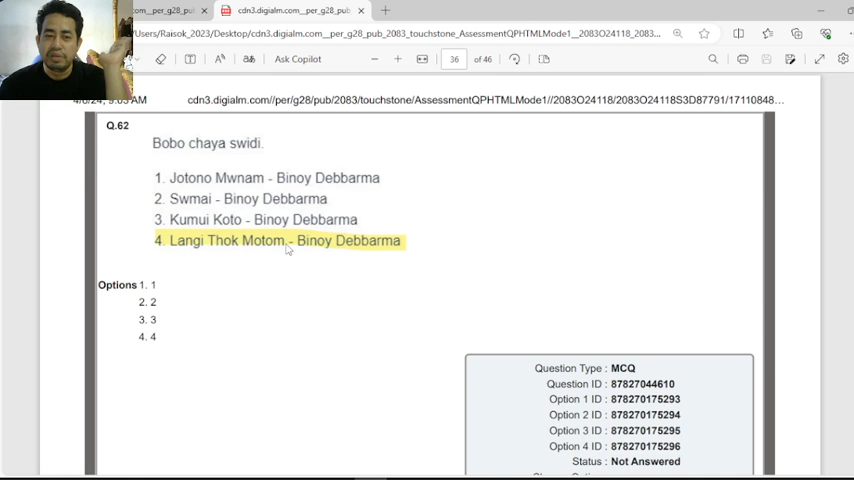 com__per_g28_pub...
cdn3.digialm.com__per_g28_pub...
/Users/Raisok_2023/Desktop/cdn3.digialm.com__per_g28_pub_2083_touchstone_AssessmentQPHTMLMode1__2083O24118_2083...
Ask Copilot
36 of 46
AM
cdn3.digialm.com//per/g28/pub/2083/touchstone/AssessmentQPHTMLMode1//2083O24118/2083O24118S3D87791/17110848...
Q.62
Bobo chaya swidi.
1. Jotono Mwnam - Binoy Debbarma
2. Swmai - Binoy Debbarma
3. Kumui Koto - Binoy Debbarma
4. Langi Thok Motom - Binoy Debbarma
Options 1. 1
2. 2
3. 3
4. 4
Question Type : MCQ
Question ID : 87827044610
Option 1 ID : 878270175293
Option 2 ID : 878270175294
Option 3 ID : 878270175295
Option 4 ID : 878270175296
Status : Not Answered